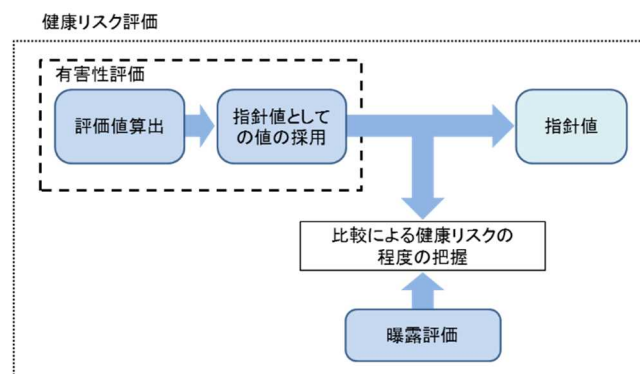 健康リスク評価
有害性評価
評価値算出
指針値として
の値の採用
指針値
比較による健康リスクの
程度の把握
曝露評価